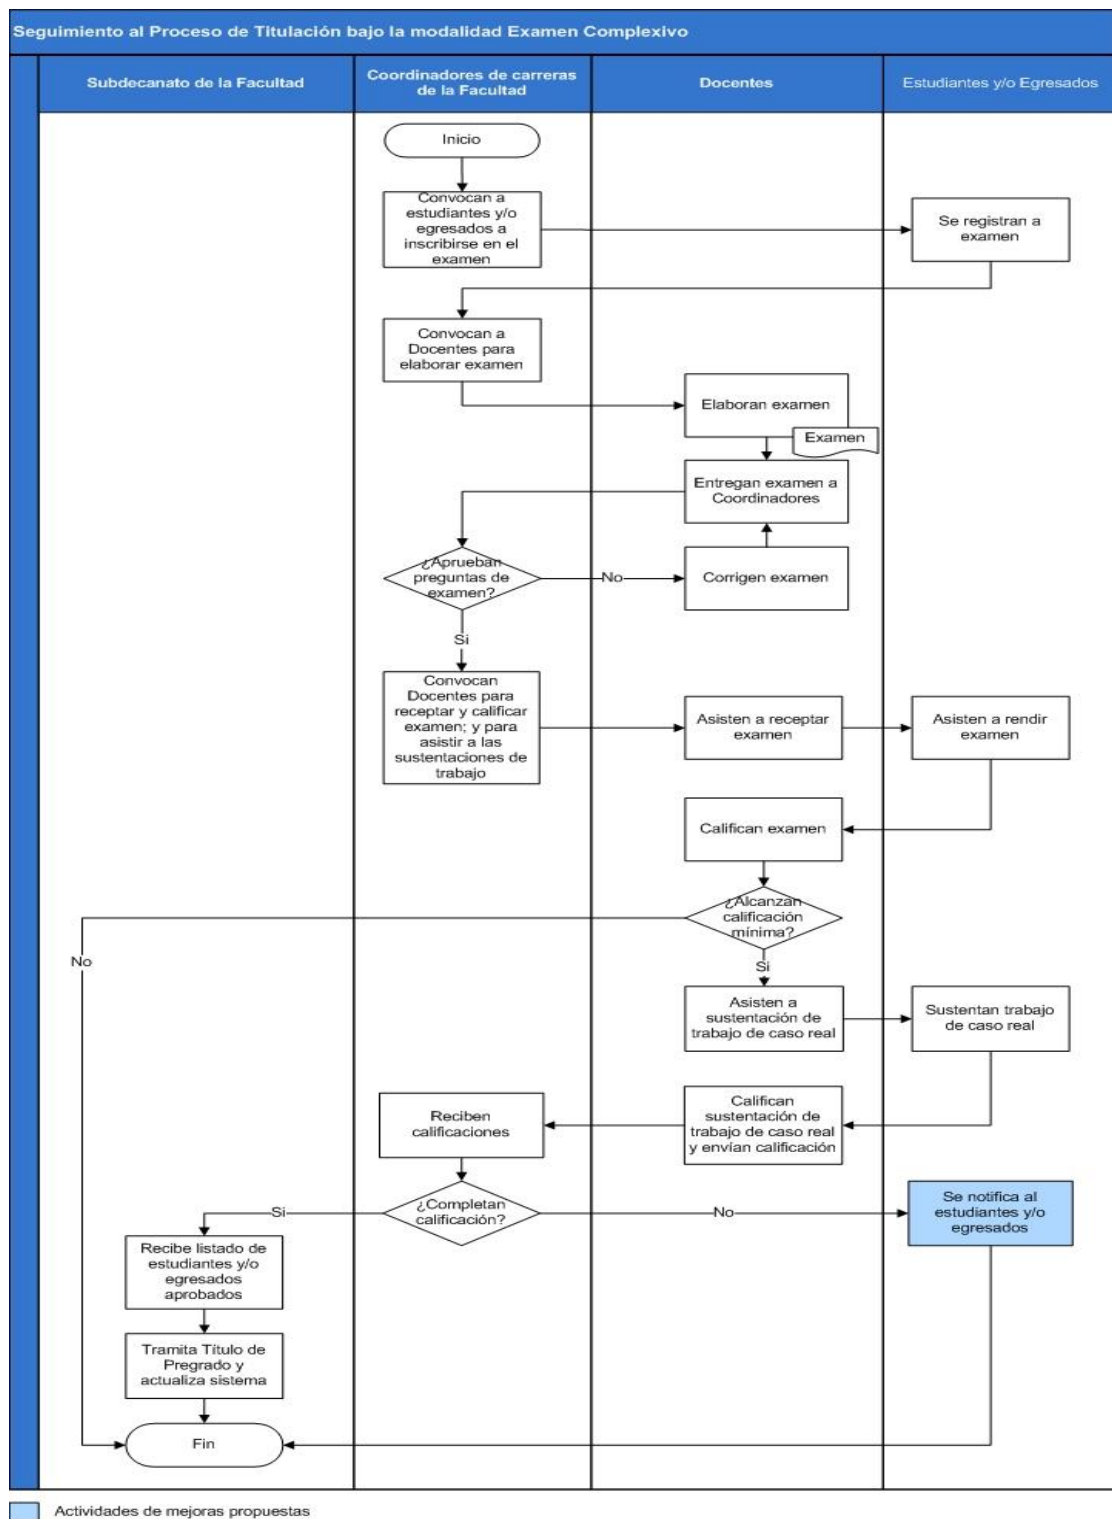 Seguimiento al Proceso de Titulación bajo la modalidad Examen Complexivo
Subdecanato de la Facultad
Coordinadores de carreras
de la Facultad
Docentes
Estudiantes y/o Egresados
Inicio
Convocan a
estudiantes y/o
egresados a
inscribirse en el
examen
Se registran a
examen
Convocan a
Docentes para
elaborar examen
Elaboran examen
Examen
Entregan examen a
Coordinadores
¿Aprueban
preguntas de
examen?
No
Corrigen examen
Si
Convocan
Docentes para
receptar y calificar
examen; y para
asistir a las
sustentaciones de
trabajo
Asisten a receptar
examen
Asisten a rendir
examen
Califican examen
¿Alcanzan
calificación
mínima?
No
Si
Asisten a
sustentación de
trabajo de caso real
Sustentan trabajo
de caso real
Califican
sustentación de
trabajo de caso real
y envían calificación
Reciben
calificaciones
¿Completan
calificación?
Si
No
Se notifica al
estudiantes y/o
egresados
Recibe listado de
estudiantes y/o
egresados
aprobados
Tramita Título de
Pregrado y
actualiza sistema
Fin
Actividades de mejoras propuestas